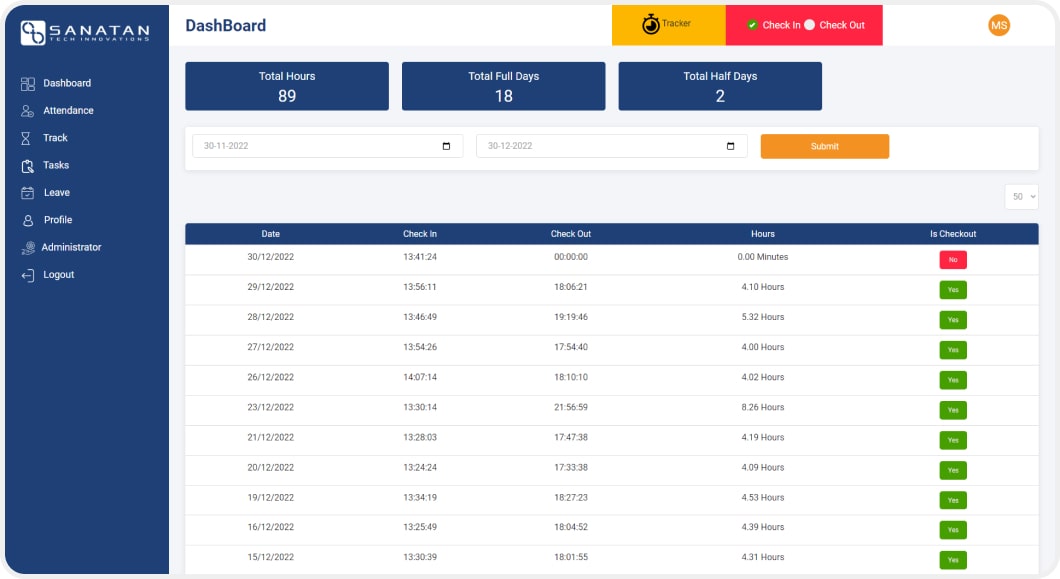 SANATAN
TECH INNOVATIONS
DashBoard
Tracker
Check In Check Out
MS
Dashboard
Attendance
Track
Tasks
Leave
Profile
Administrator
Logout
Total Hours
89
Total Full Days
18
Total Half Days
2
30-11-2022
30-12-2022
Submit
50
Date Check In Check Out Hours Is Checkout
30/12/2022 13:41:24 00:00:00 0.00 Minutes No
29/12/2022 13:56:11 18:06:21 4.10 Hours Yes
28/12/2022 13:46:49 19:19:46 5.32 Hours Yes
27/12/2022 13:54:26 17:54:40 4.00 Hours Yes
26/12/2022 14:07:14 18:10:10 4.02 Hours Yes
23/12/2022 13:30:14 21:56:59 8.26 Hours Yes
21/12/2022 13:28:03 17:47:38 4.19 Hours Yes
20/12/2022 13:24:24 17:33:38 4.09 Hours Yes
19/12/2022 13:34:19 18:27:23 4.53 Hours Yes
16/12/2022 13:25:49 18:04:52 4.39 Hours Yes
15/12/2022 13:30:39 18:01:55 4.31 Hours Yes